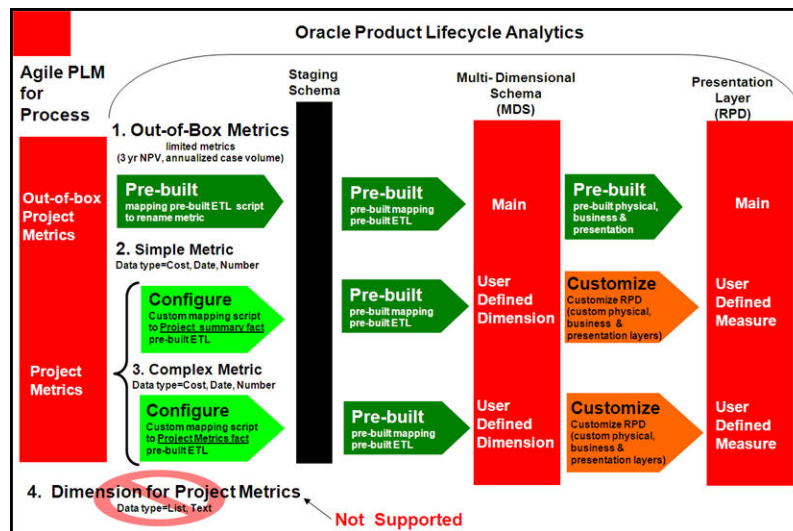 Oracle Product Lifecycle Analytics
Agile PLM
for
Process
Staging
Schema
Multi- Dimensional
Schema
(MDS)
Presentation
Layer
(RPD)
1. Out-of-Box Metrics
limited metrics
(3 yr NPV, annualized case volume)
Out-of-box
Project
Metrics
Pre-built
mapping pre-built ETL script
to rename metric
Pre-built
pre-built mapping
pre-built ETL
Main
Pre-built
pre-built physical,
business &
presentation
Main
2. Simple Metric
Data type=Cost, Date, Number
Configure
Custom mapping script
to Project summary fact
pre-built ETL
Pre-built
pre-built mapping
pre-built ETL
User
Defined
Dimension
Customize
Customize RPD
(custom physical,
business &
presentation layers)
User
Defined
Measure
Project
Metrics
3. Complex Metric
Data type=Cost, Date, Number
Configure
Custom mapping script
to Project Metrics fact
pre-built ETL
Pre-built
pre-built mapping
pre-built ETL
User
Defined
Dimension
Customize
Customize RPD
(custom physical,
business &
presentation layers)
User
Defined
Measure
4. Dimension for Project Metrics
Data type=List, Text
Not Supported